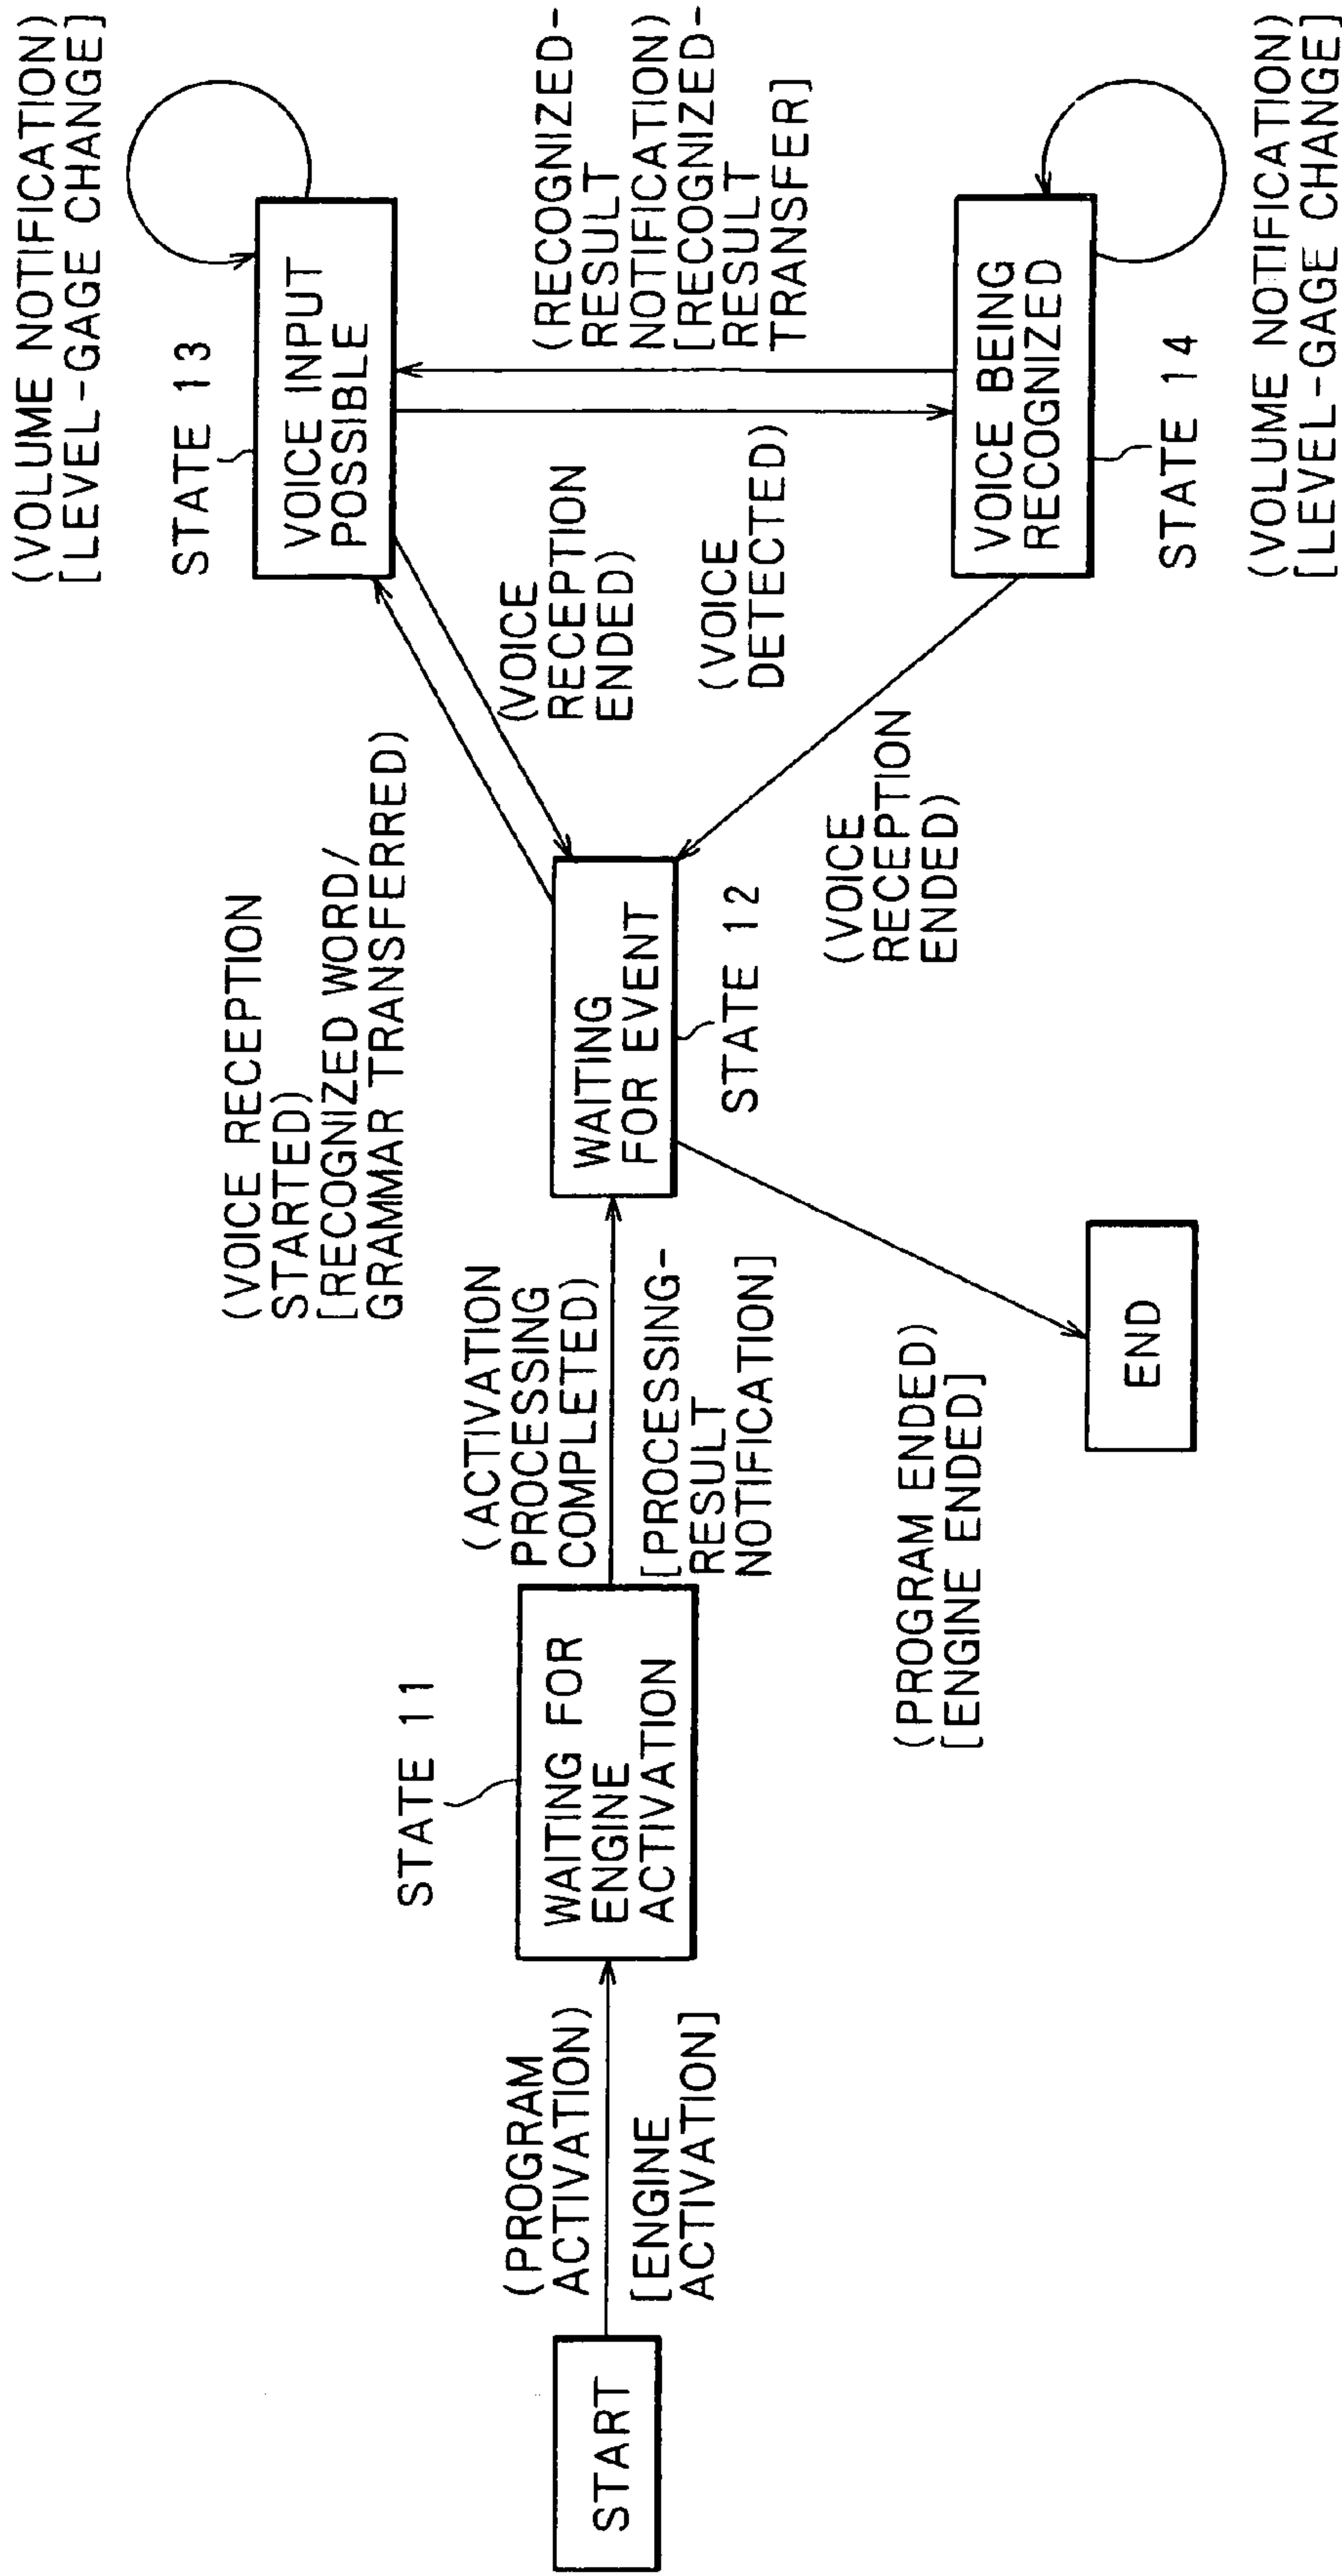 START
(PROGRAM
ACTIVATION)
[ENGINE
ACTIVATION]
STATE 11
WAITING FOR
ENGINE
ACTIVATION
(ACTIVATION
PROCESSING
COMPLETED)
[PROCESSING-
RESULT
NOTIFICATION]
WAITING
FOR EVENT
STATE 12
(PROGRAM ENDED)
[ENGINE ENDED]
END
(VOICE RECEPTION
STARTED)
[RECOGNIZED WORD/
GRAMMAR TRANSFERRED)
(VOICE
RECEPTION
ENDED)
(VOLUME NOTIFICATION)
[LEVEL-GAGE CHANGE]
STATE 13
VOICE INPUT
POSSIBLE
(VOICE
DETECTED)
(RECOGNIZED-
RESULT
NOTIFICATION)
[RECOGNIZED-
RESULT
TRANSFER]
(VOICE
RECEPTION
ENDED)
VOICE BEING
RECOGNIZED
STATE 14
(VOLUME NOTIFICATION)
[LEVEL-GAGE CHANGE]